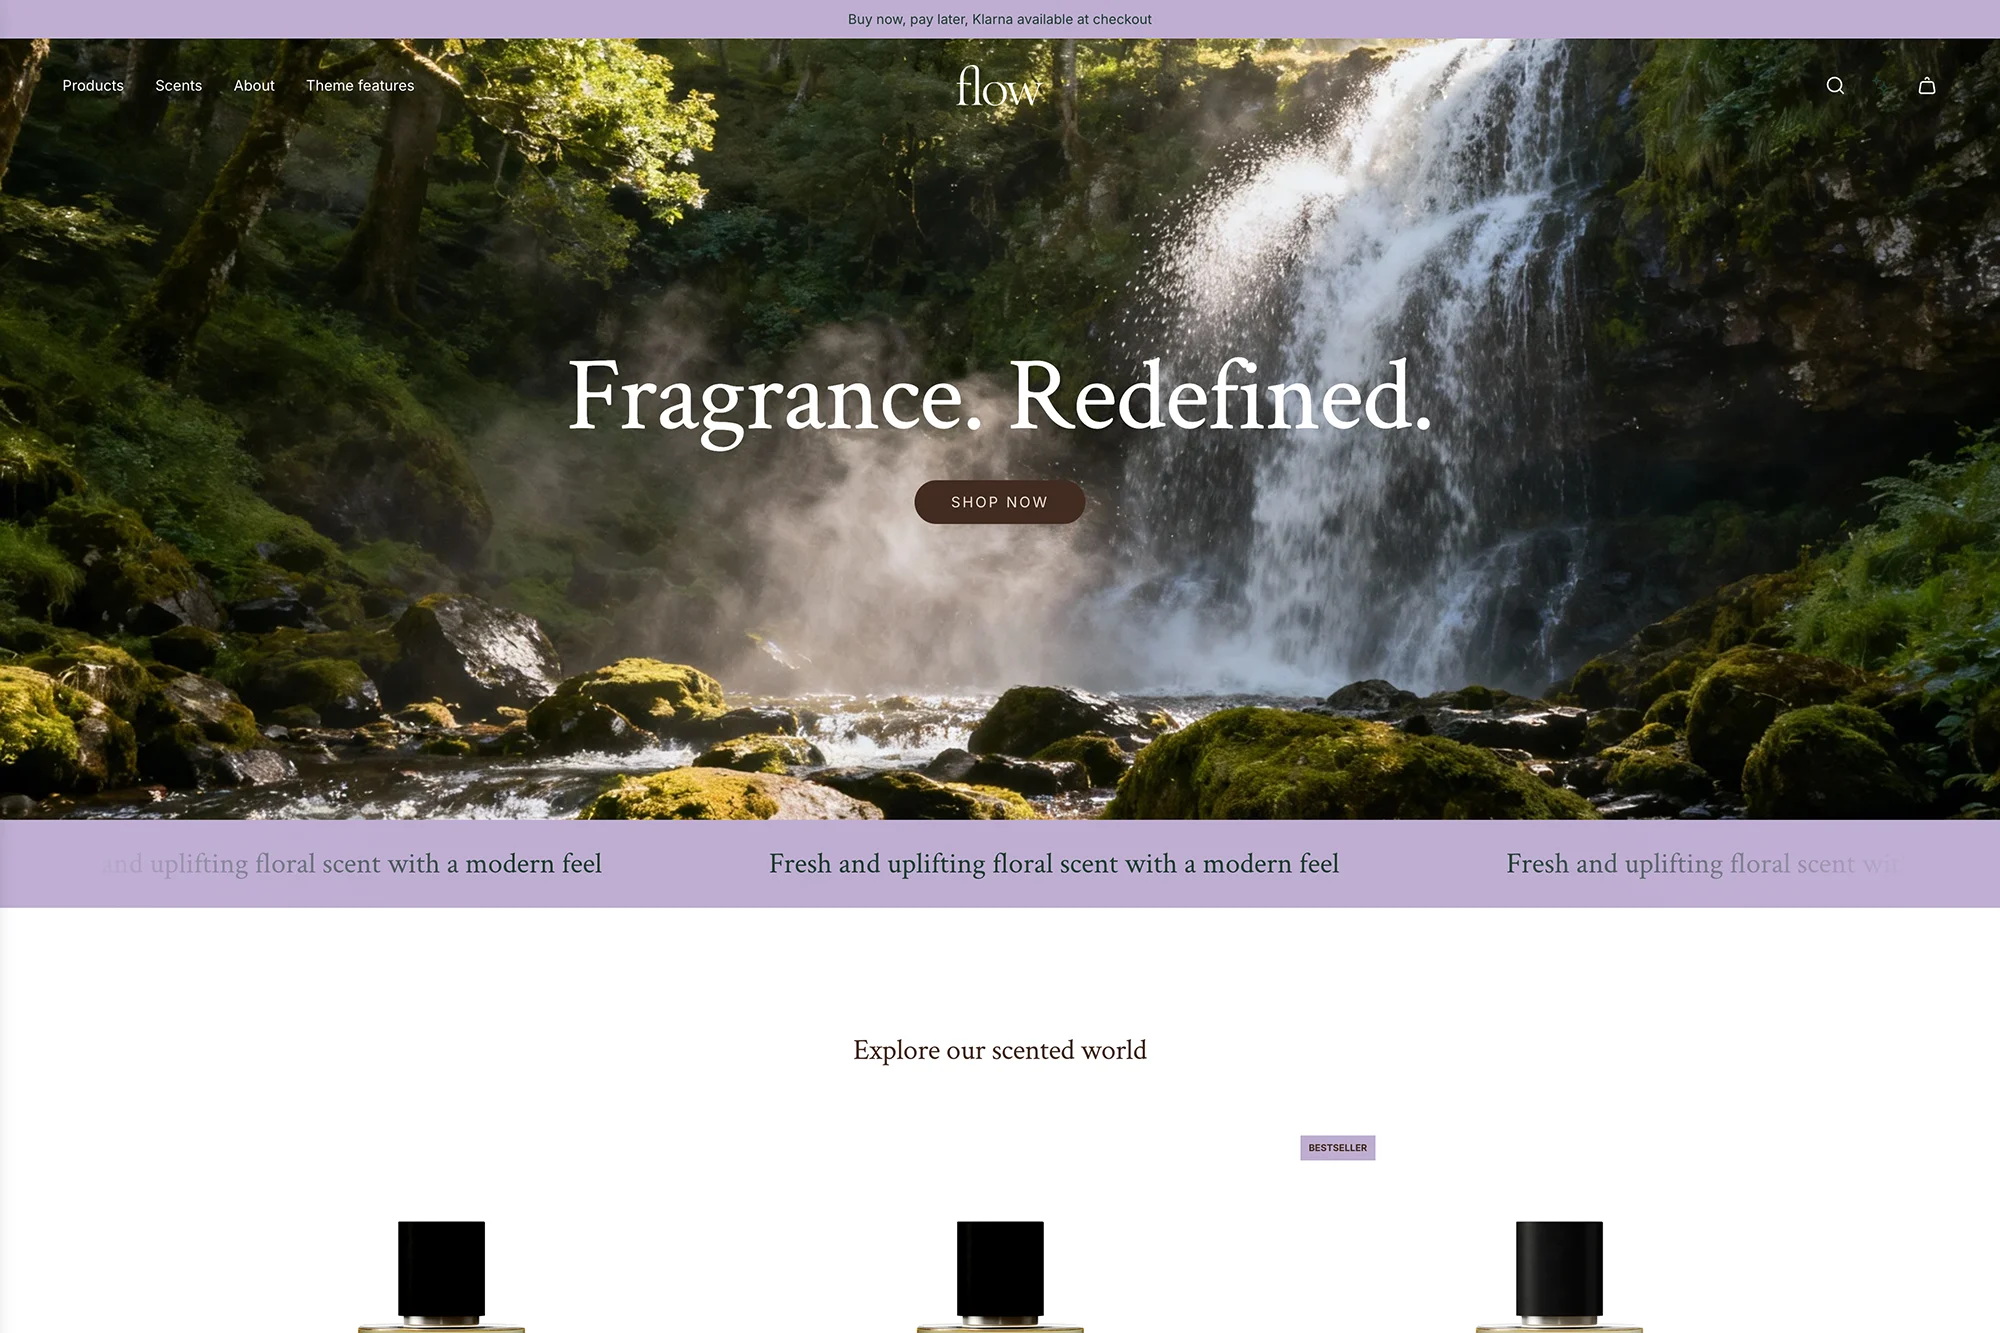 Buy now, pay later, Klarna available at checkout
Products Scents About Theme features
flow
Fragrance. Redefined.
SHOP NOW
and uplifting floral scent with a modern feel
Fresh and uplifting floral scent with a modern feel
Fresh and uplifting floral scent
Explore our scented world
BESTSELLER